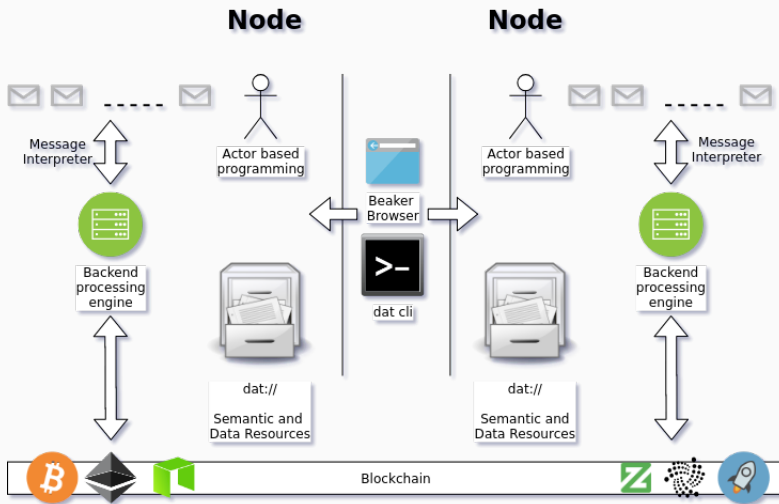 Node
Node
Message
Interpreter
Actor based
programming
Actor based
programming
Message
Interpreter
Beaker
Browser
Backend
processing
engine
>-
dat cli
Backend
processing
engine
dat://
Semantic and
Data Resources
dat://
Semantic and
Data Resources
Blockchain